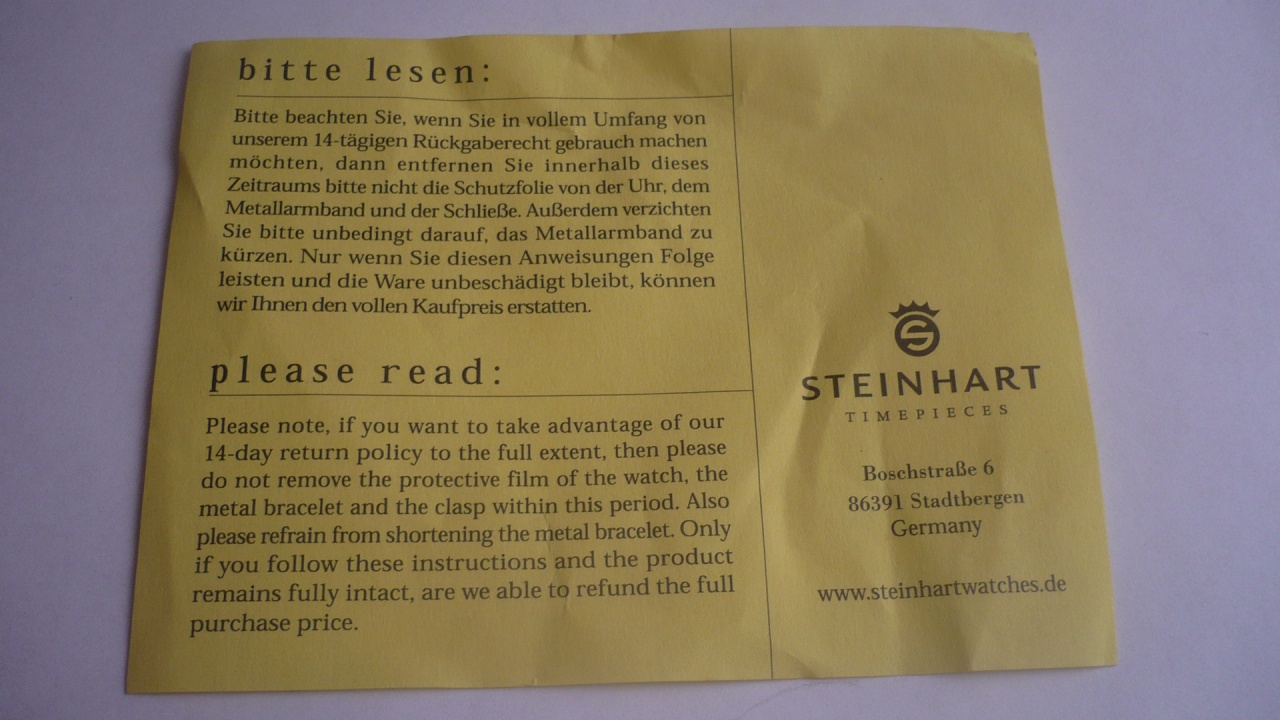 bitte lesen:
Bitte beachten Sie, wenn Sie in vollem Umfang von
unserem 14-tägigen Rückgaberecht gebrauch machen
möchten, dann entfernen Sie innerhalb dieses
Zeitraums bitte nicht die Schutzfolie von der Uhr, dem
Metallarmband und der Schließe. Außerdem verzichten
Sie bitte unbedingt darauf, das Metallarmband zu
kürzen. Nur wenn Sie diesen Anweisungen Folge
leisten und die Ware unbeschädigt bleibt, können
wir Ihnen den vollen Kaufpreis erstatten.
please read:
Please note, if you want to take advantage of our
14-day return policy to the full extent, then please
do not remove the protective film of the watch, the
metal bracelet and the clasp within this period. Also
please refrain from shortening the metal bracelet. Only
if you follow these instructions and the product
remains fully intact, are we able to refund the full
purchase price.
S
STEINHART
TIMEPIECES
Boschstraße 6
86391 Stadtbergen
Germany
www.steinhartwatches.de